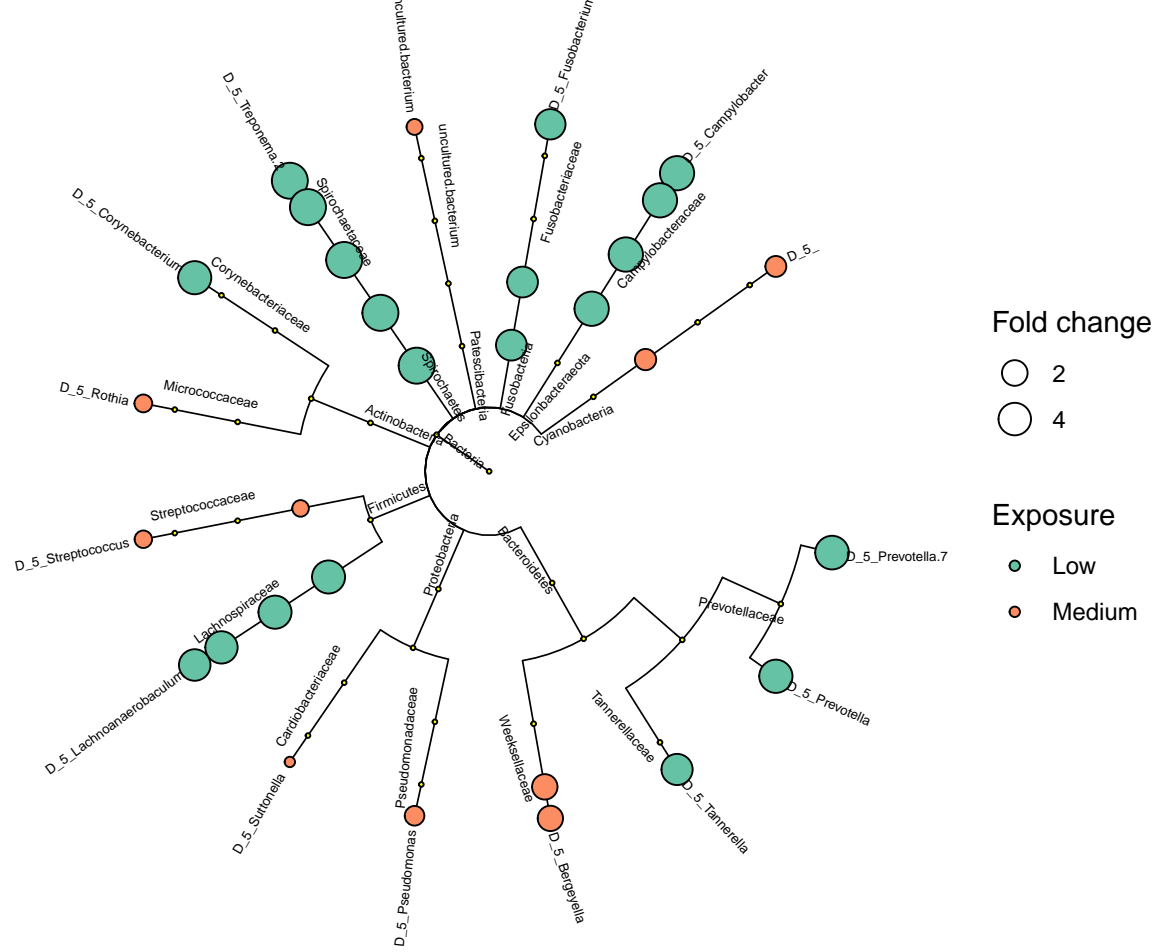 ncultured.bacterium
D_5_Fusobacterium
D_5_Treponema.2
uncultured.bacterium
Fusobacteriaceae
D_5_Campylobacter
Spirochaetaceae
Campylobacteraceae
D_5_Corynebacterium
Corynebacteriaceae
D_5_
Spirochaetes
Patescibacteria
Fusobacteria
Epsilonbacteraeota
Cyanobacteria
D_5_Rothia
Micrococcaceae
Actinobacteria
Bacteria
Fold change
2
4
Streptococcaceae
Firmicutes
D_5_Streptococcus
Proteobacteria
Bacteroidetes
Exposure
Low
Medium
D_5_Prevotella.7
Prevotellaceae
Lachnospiraceae
D_5_Lachnoanaerobaculum
D_5_Prevotella
Cardiobacteriaceae
Pseudomonadaceae
Weeksellaceae
Tannerellaceae
D_5_Suttonella
D_5_Pseudomonas
D_5_Bergeyella
D_5_Tannerella